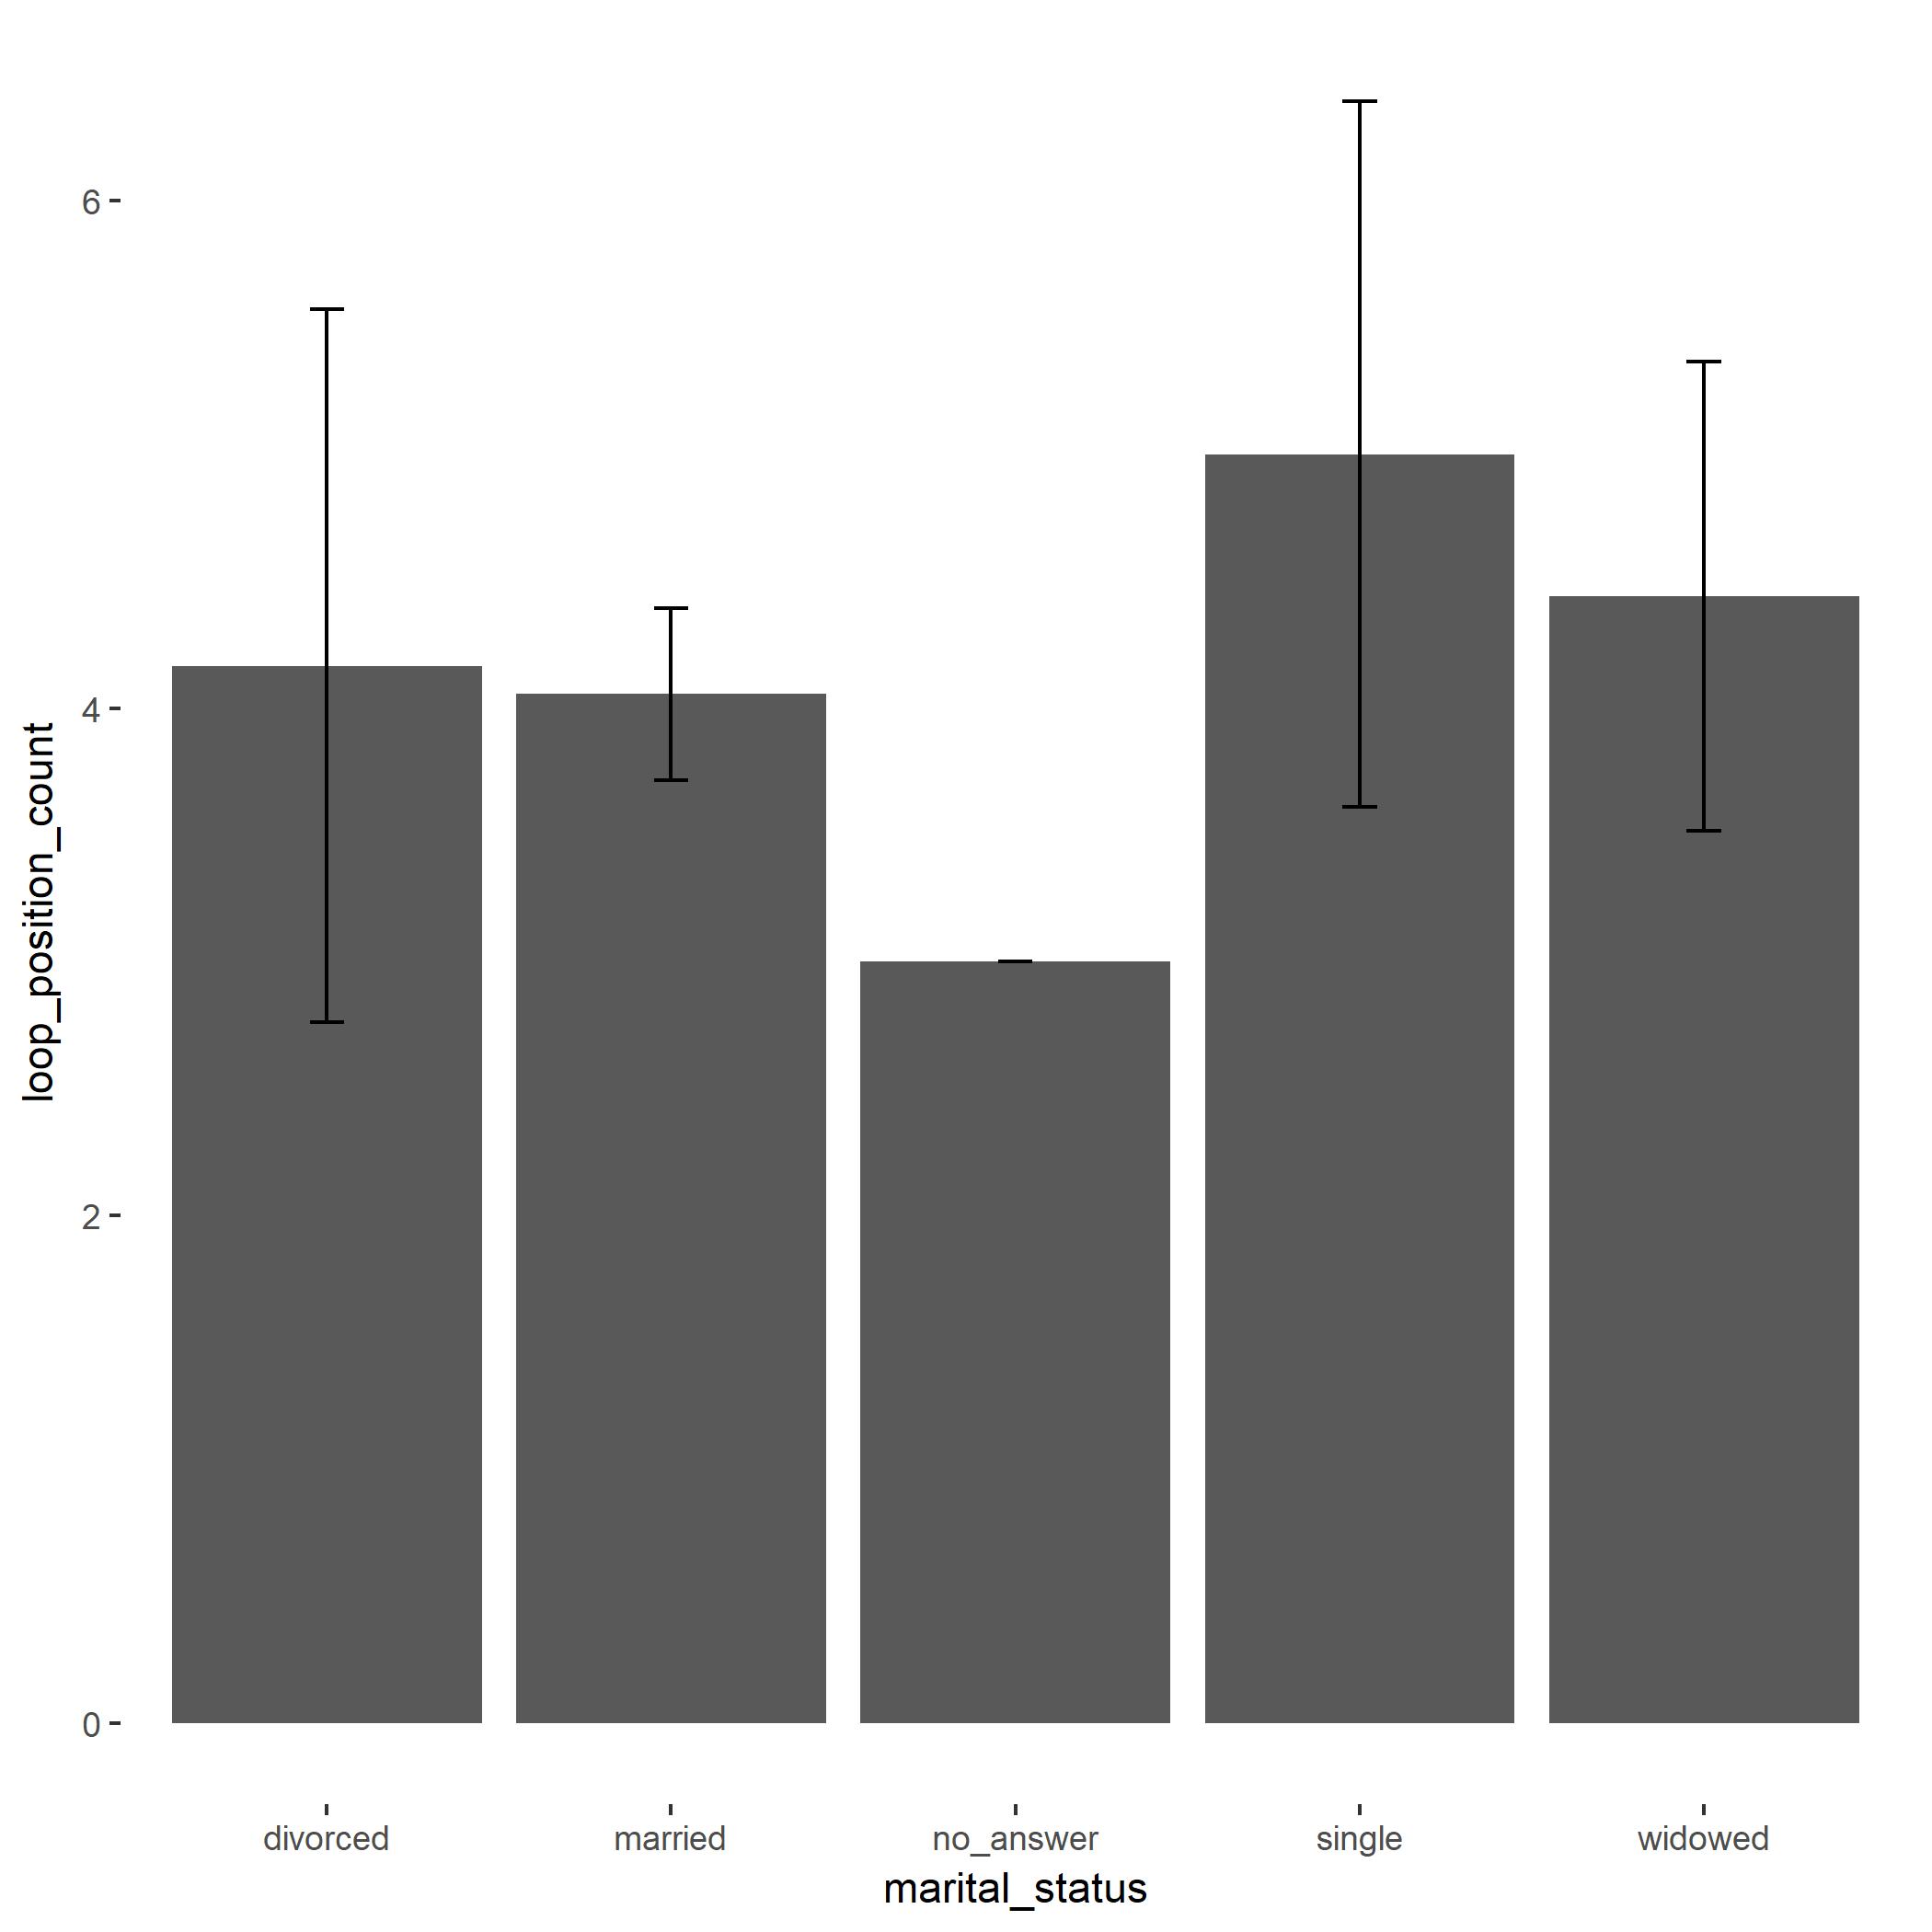 6
4
2
0
loop_position_count
divorced married no_answer single widowed
marital_status